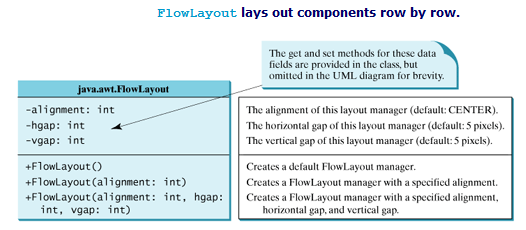 FlowLayout lays out components row by row.
The get and set methods for these data
fields are provided in the class, but
omitted in the UML diagram for brevity.
java.awt.FlowLayout
-alignment: int
-hgap: int
-vgap: int
The alignment of this layout manager (default: CENTER).
The horizontal gap of this layout manager (default: 5 pixels).
The vertical gap of this layout manager (default: 5 pixels).
+FlowLayout()
+FlowLayout(alignment: int)
+FlowLayout(alignment: int, hgap:
int, vgap: int)
Creates a default FlowLayout manager.
Creates a FlowLayout manager with a specified alignment.
Creates a FlowLayout manager with a specified alignment,
horizontal gap, and vertical gap.